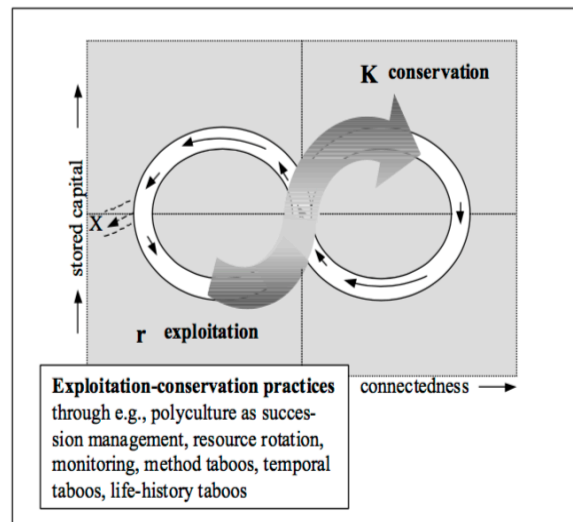 K conservation
stored capital
X
r exploitation
connectedness
Exploitation-conservation practices
through e.g., polyculture as succes-
sion management, resource rotation,
monitoring, method taboos, temporal
taboos, life-history taboos